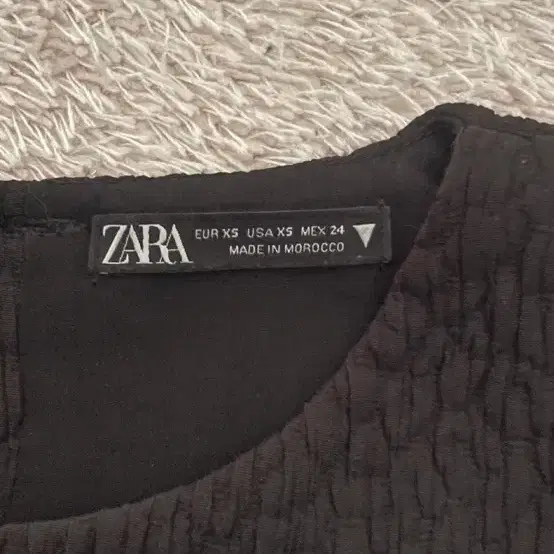 ZARA
EUR XS USA XS MEX 24
MADE IN MOROCCO